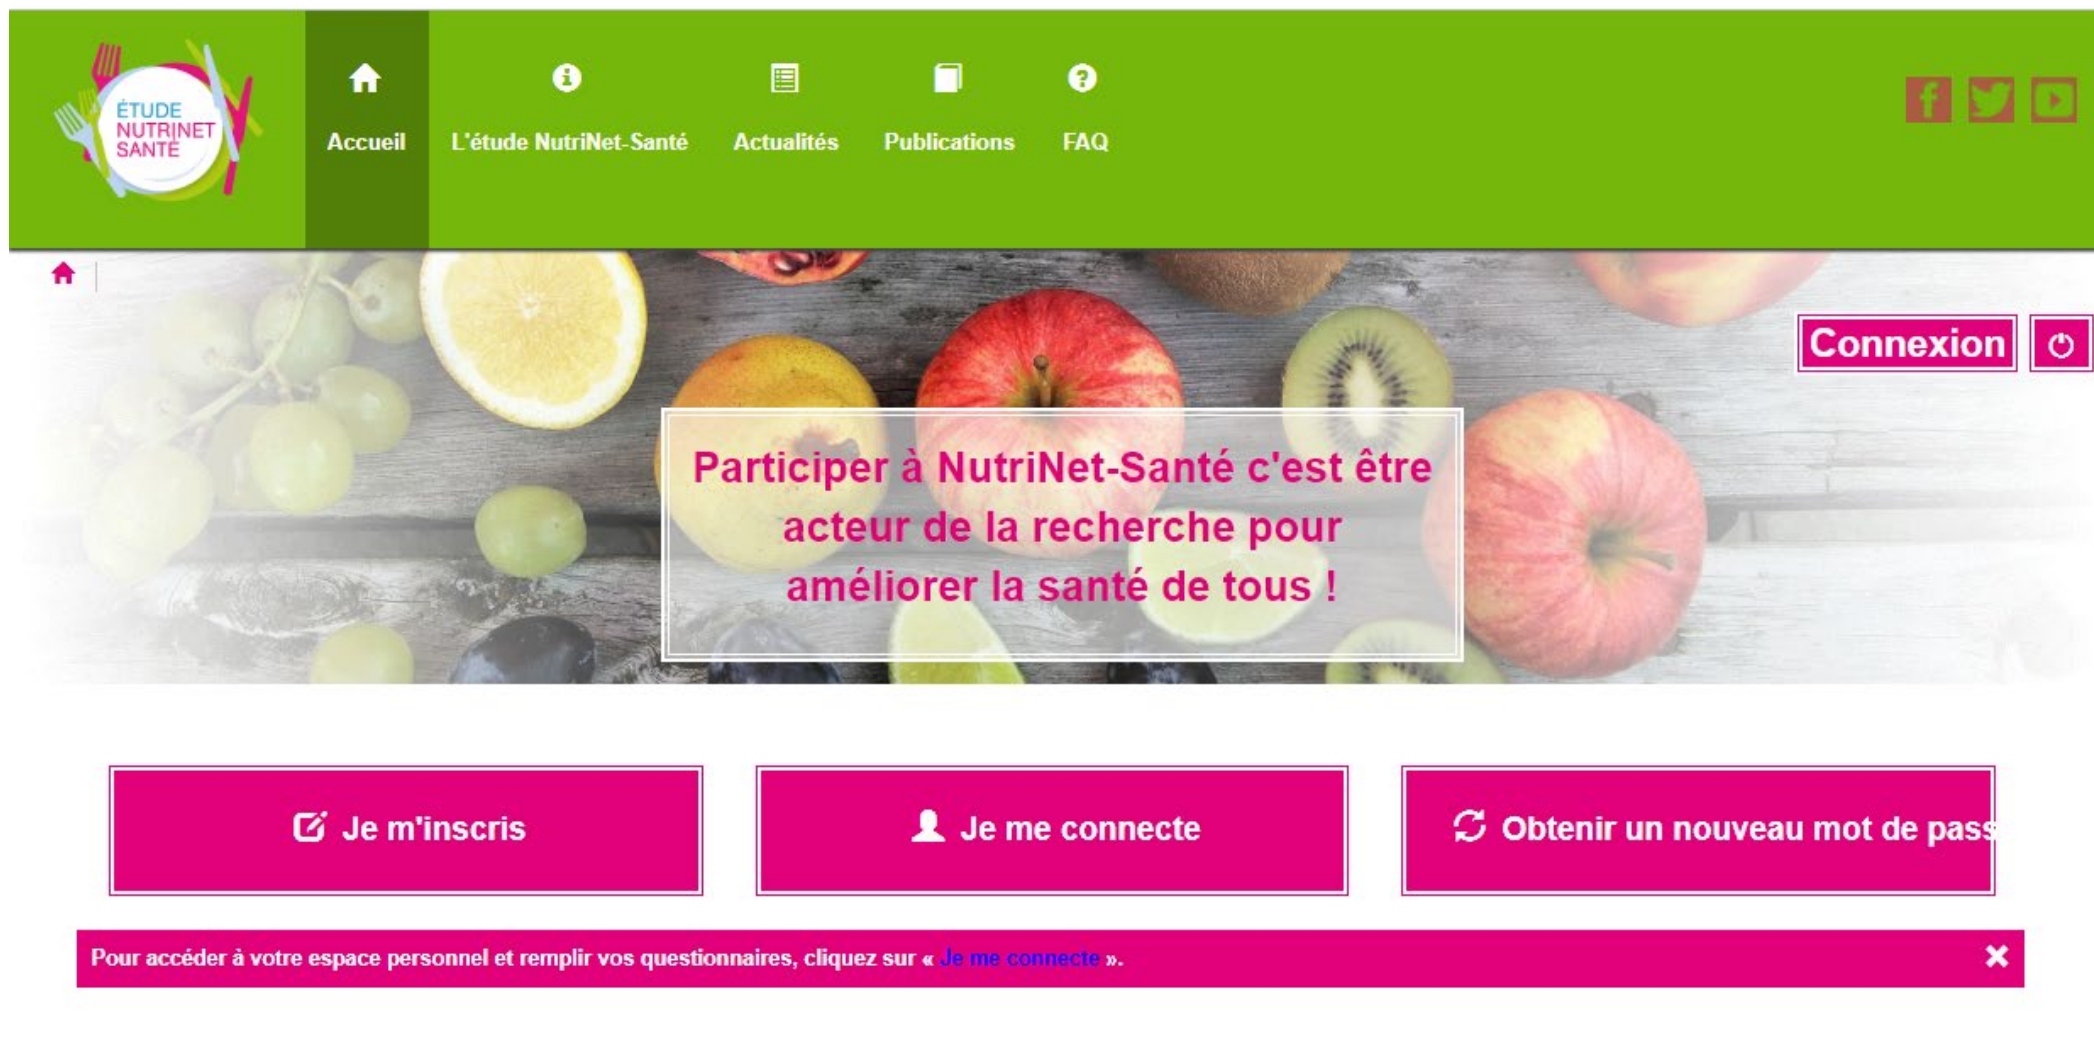 ÉTUDE
NUTRINET
SANTÉ
Accueil
L'étude NutriNet-Santé
Actualités
Publications
FAQ
Connexion
Participer à NutriNet-Santé c'est être
acteur de la recherche pour
améliorer la santé de tous !
Je m'inscris
Je me connecte
Obtenir un nouveau mot de pass
Pour accéder à votre espace personnel et remplir vos questionnaires, cliquez sur « Je me connecte ».